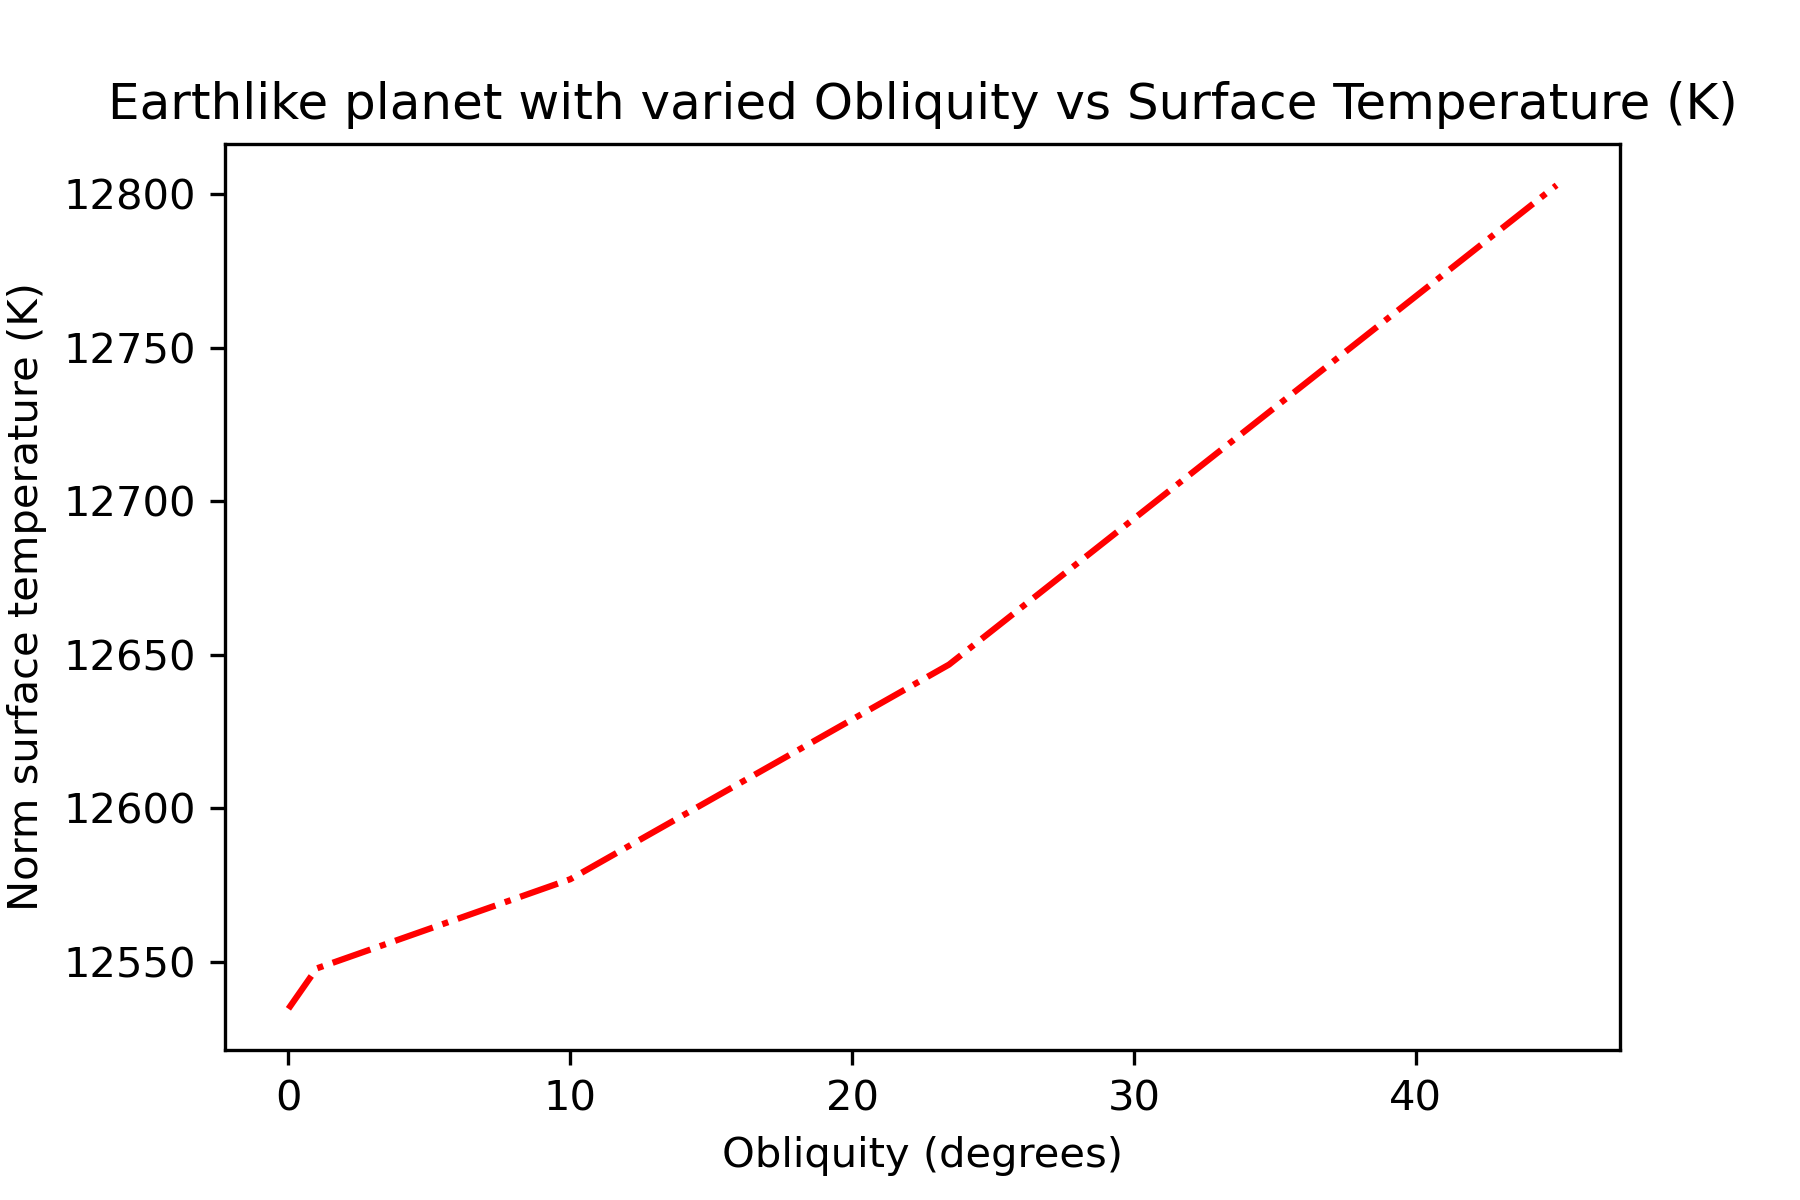 Earthlike planet with varied Obliquity vs Surface Temperature (K)
Norm surface temperature (K)
12800
12750
12700
12650
12600
12550
0 10 20 30 40
Obliquity (degrees)